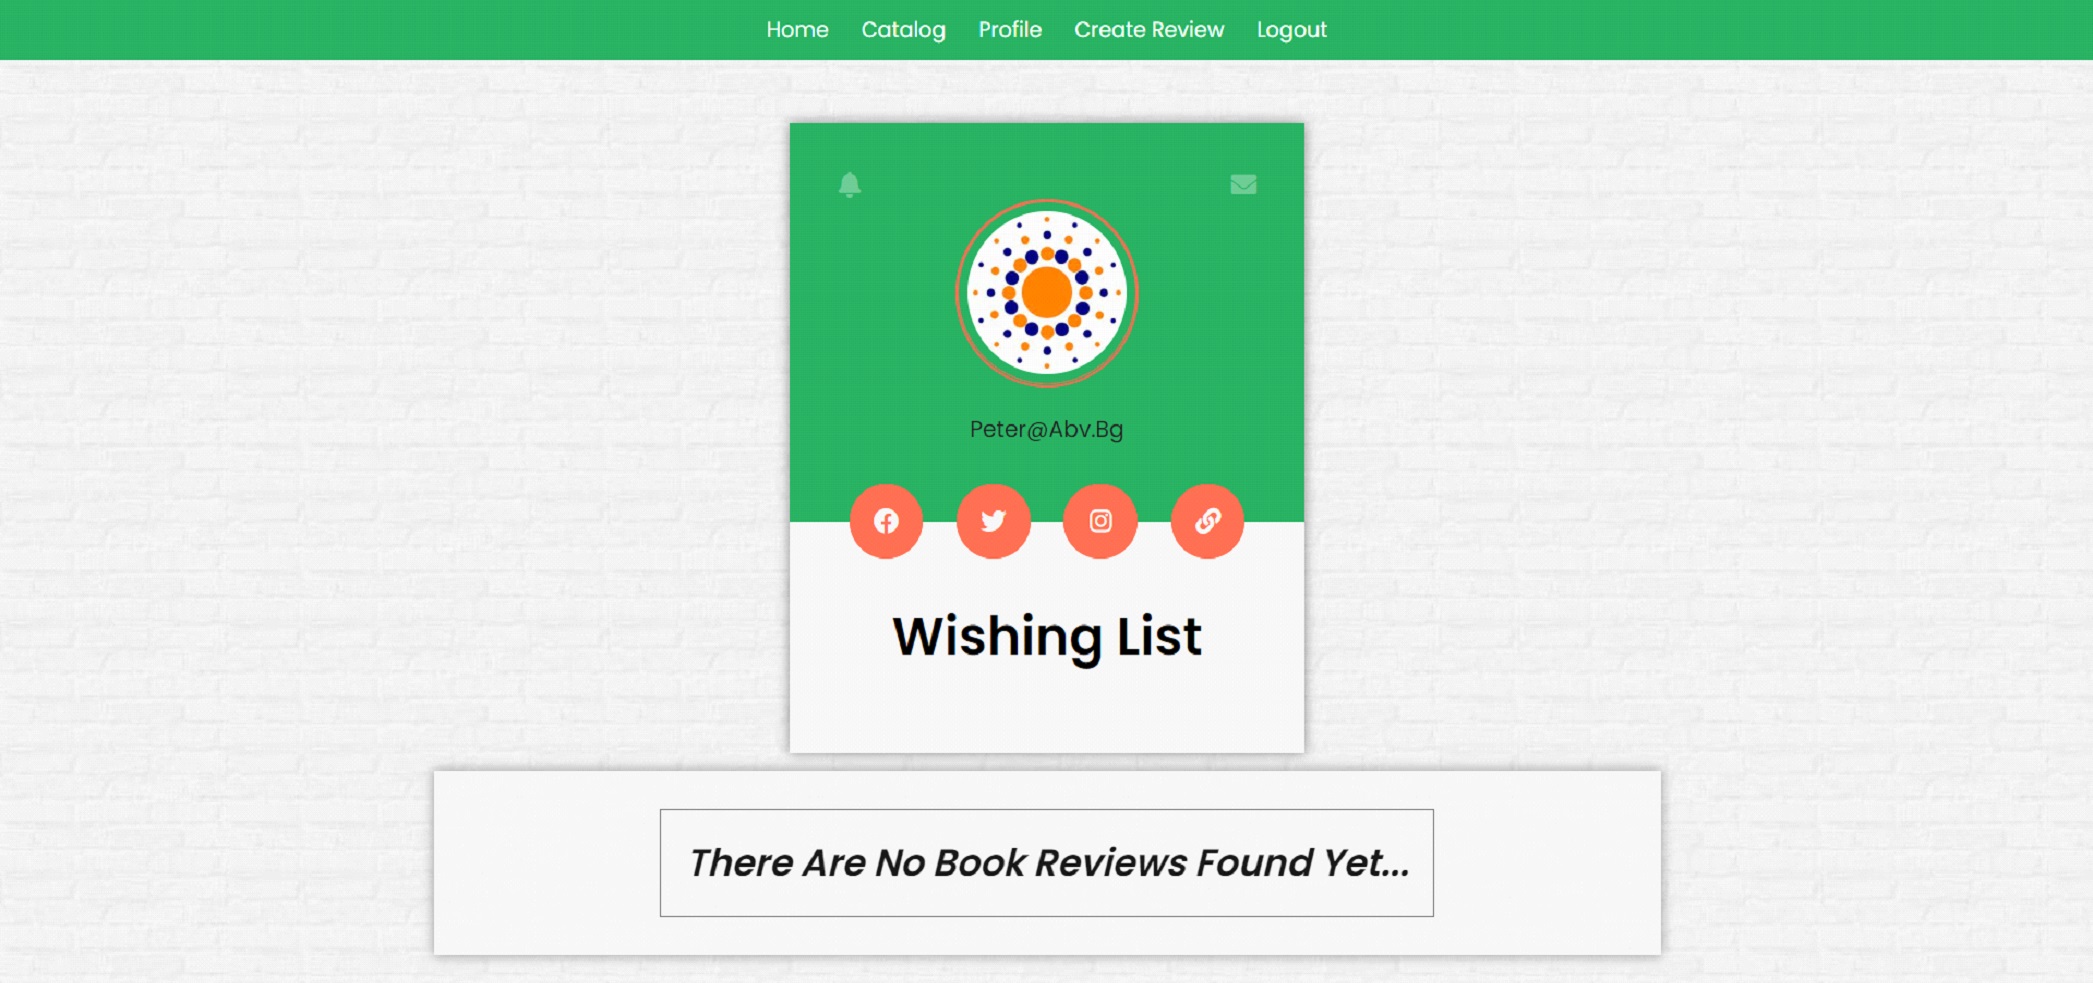 Home Catalog Profile Create Review Logout
Peter@Abv.Bg
Wishing List
There Are No Book Reviews Found Yet...